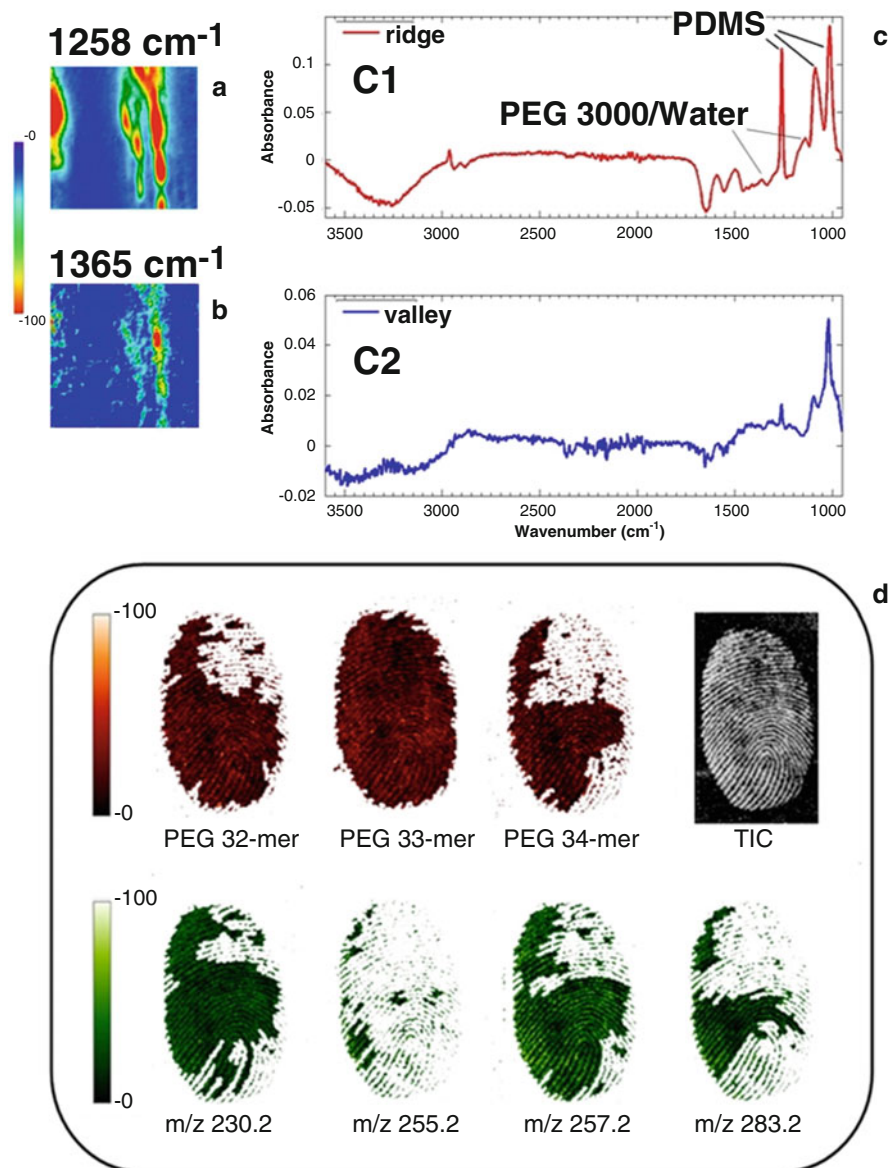 1258 cm-1
a
-0
-100
1365 cm-1
b
c
ridge
C1
PDMS
PEG 3000/Water
Absorbance
0.1
0.05
0
-0.05
3500 3000 2500 2000 1500 1000
valley
C2
Absorbance
0.06
0.04
0.02
0
-0.02
3500 3000 2500 2000 1500 1000
Wavenumber (cm-1)
d
-100
-0
PEG 32-mer PEG 33-mer PEG 34-mer TIC
-100
-0
m/z 230.2 m/z 255.2 m/z 257.2 m/z 283.2